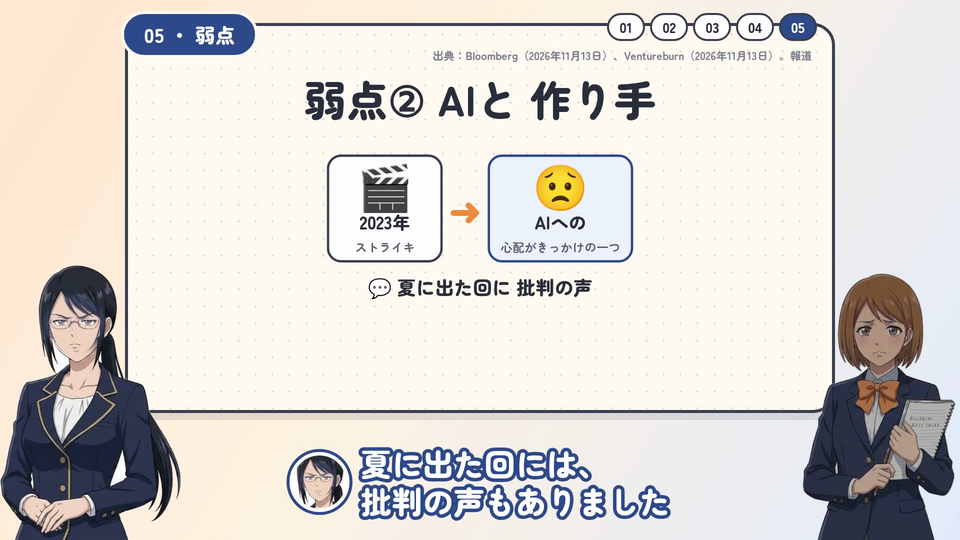 05 ・ 弱点
01 02 03 04 05
出典：Bloomberg（2026年11月13日）、Ventureburn（2026年11月13日）。報道
弱点② AIと 作り手
2023年
ストライキ
AIへの
心配がきっかけの一つ
夏に出た回に 批判の声
夏に出た回には、
批判の声もありました